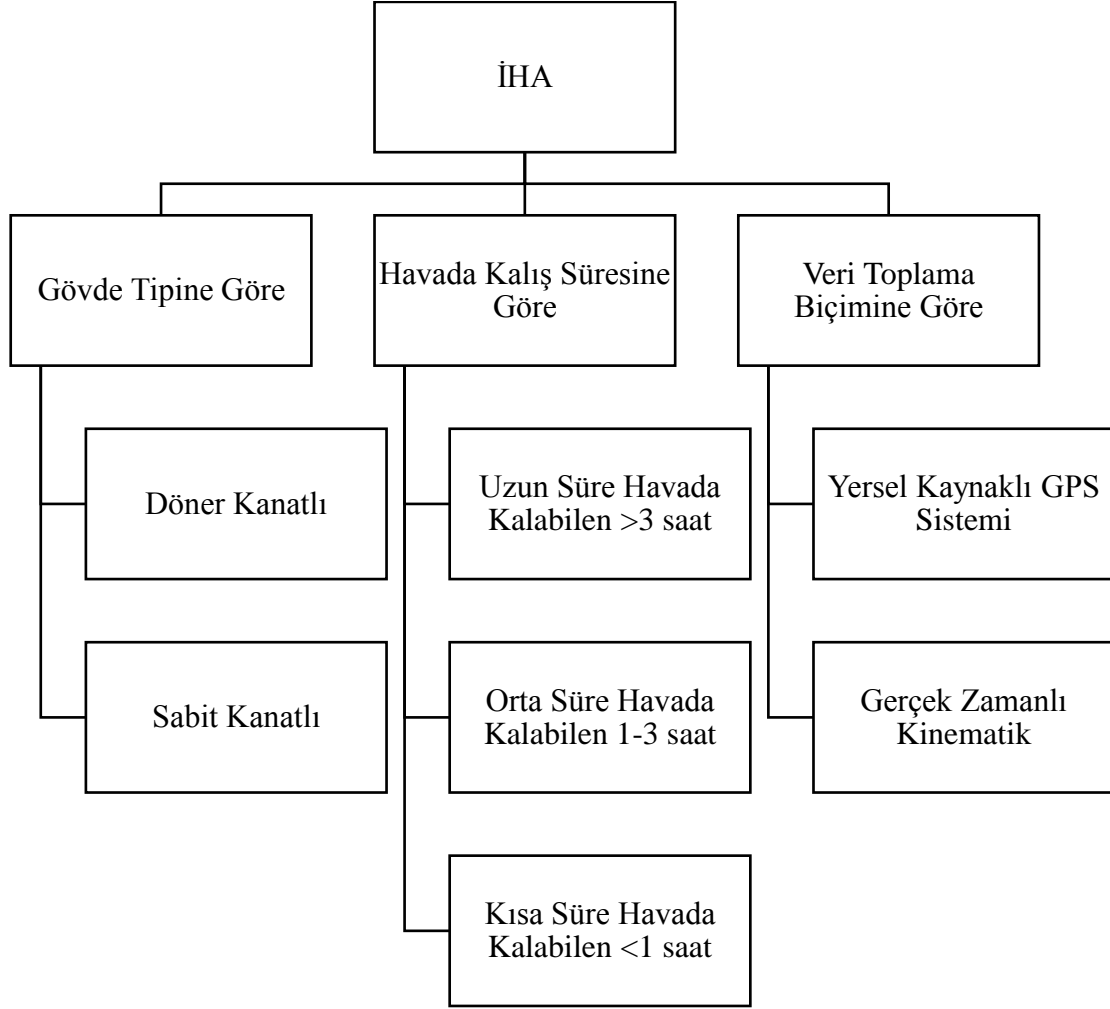 İHA
Gövde Tipine Göre
Havada Kalış Süresine
Göre
Veri Toplama
Biçimine Göre
Döner Kanatlı
Sabit Kanatlı
Uzun Süre Havada
Kalabilen >3 saat
Orta Süre Havada
Kalabilen 1-3 saat
Kısa Süre Havada
Kalabilen <1 saat
Yersel Kaynaklı GPS
Sistemi
Gerçek Zamanlı
Kinematik